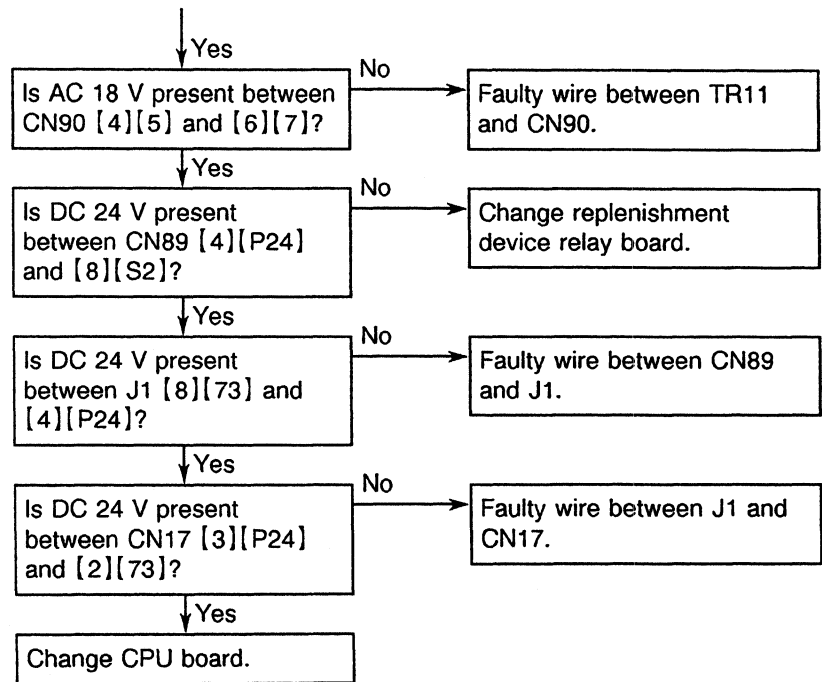 Yes
Is AC 18 V present between
CN90 [4][5] and [6][7]?
No
Faulty wire between TR11
and CN90.
Yes
Is DC 24 V present
between CN89 [4][P24]
and [8][S2]?
No
Change replenishment
device relay board.
Yes
Is DC 24 V present
between J1 [8][73] and
[4][P24]?
No
Faulty wire between CN89
and J1.
Yes
Is DC 24 V present
between CN17 [3][P24]
and [2][73]?
No
Faulty wire between J1 and
CN17.
Yes
Change CPU board.